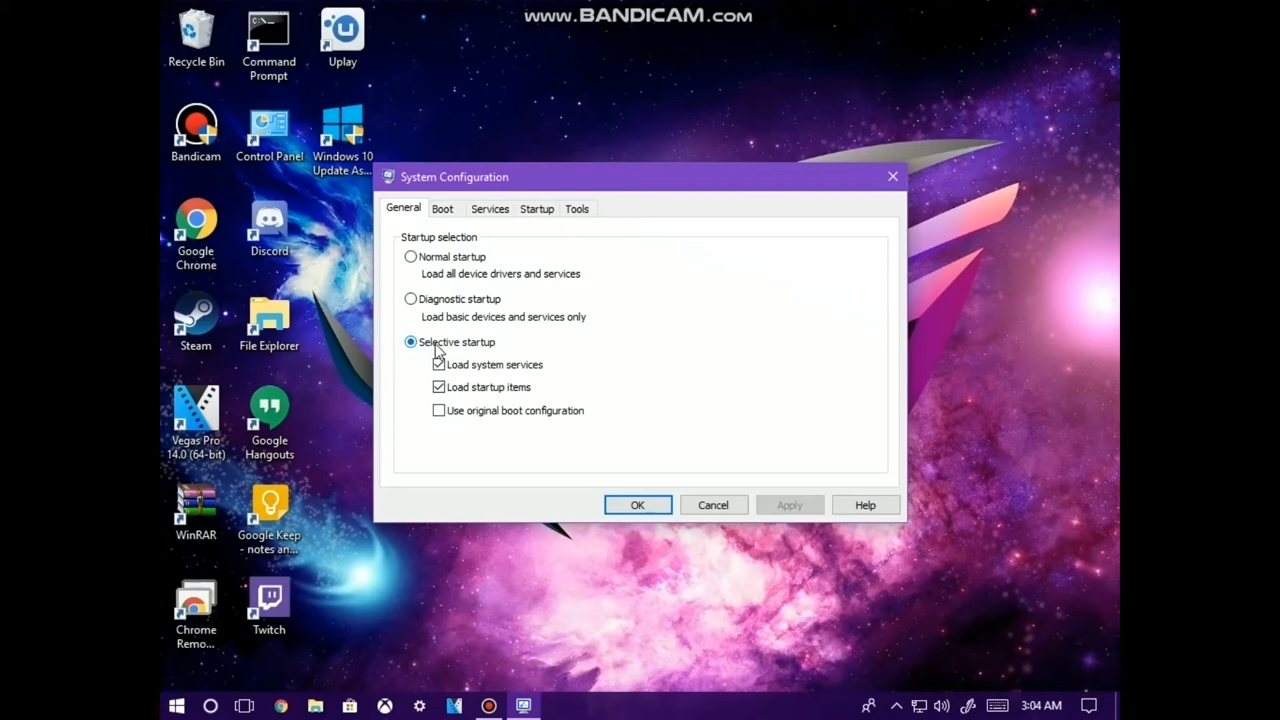 www.BANDICAM.com
Recycle Bin
Command
Prompt
Uplay
Bandicam
Control Panel
Windows 10
Update As...
Google
Chrome
Discord
Steam
File Explorer
Vegas Pro
14.0 (64-bit)
Google
Hangouts
WinRAR
Google Keep
- notes an...
Chrome
Remo...
Twitch
System Configuration
General
Boot
Services
Startup
Tools
Startup selection
Normal startup
Load all device drivers and services
Diagnostic startup
Load basic devices and services only
Selective startup
Load system services
Load startup items
Use original boot configuration
OK
Cancel
Apply
Help
3:04 AM